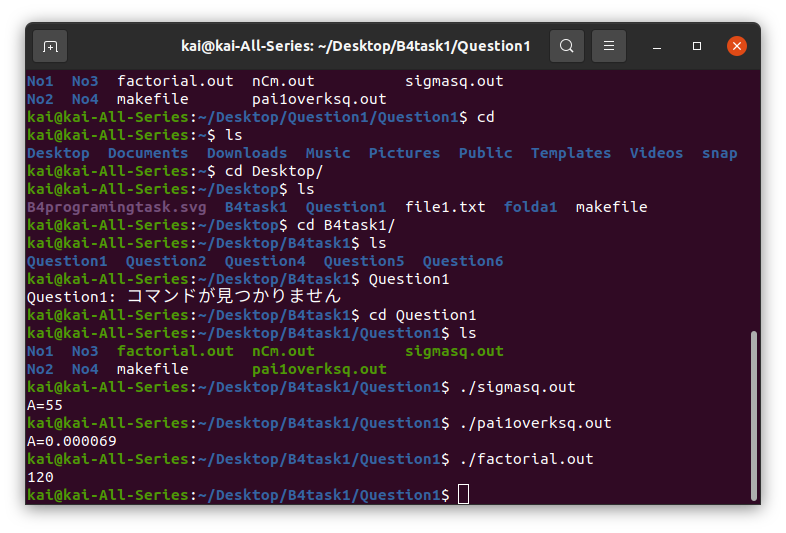 kai@kai-All-Series: ~/Desktop/B4task1/Question1
No1  No3  factorial.out  nCm.out          sigmasq.out
No2  No4  makefile       pai1overksq.out
kai@kai-All-Series:~/Desktop/Question1/Question1$ cd
kai@kai-All-Series:~$ ls
Desktop  Documents  Downloads  Music  Pictures  Public  Templates  Videos  snap
kai@kai-All-Series:~$ cd Desktop/
kai@kai-All-Series:~/Desktop$ ls
B4programingtask.svg  B4task1  Question1  file1.txt  folda1  makefile
kai@kai-All-Series:~/Desktop$ cd B4task1/
kai@kai-All-Series:~/Desktop/B4task1$ ls
Question1  Question2  Question4  Question5  Question6
kai@kai-All-Series:~/Desktop/B4task1$ Question1
Question1: コマンドが見つかりません
kai@kai-All-Series:~/Desktop/B4task1$ cd Question1
kai@kai-All-Series:~/Desktop/B4task1/Question1$ ls
No1  No3  factorial.out  nCm.out          sigmasq.out
No2  No4  makefile       pai1overksq.out
kai@kai-All-Series:~/Desktop/B4task1/Question1$ ./sigmasq.out
A=55
kai@kai-All-Series:~/Desktop/B4task1/Question1$ ./pai1overksq.out
A=0.000069
kai@kai-All-Series:~/Desktop/B4task1/Question1$ ./factorial.out
120
kai@kai-All-Series:~/Desktop/B4task1/Question1$